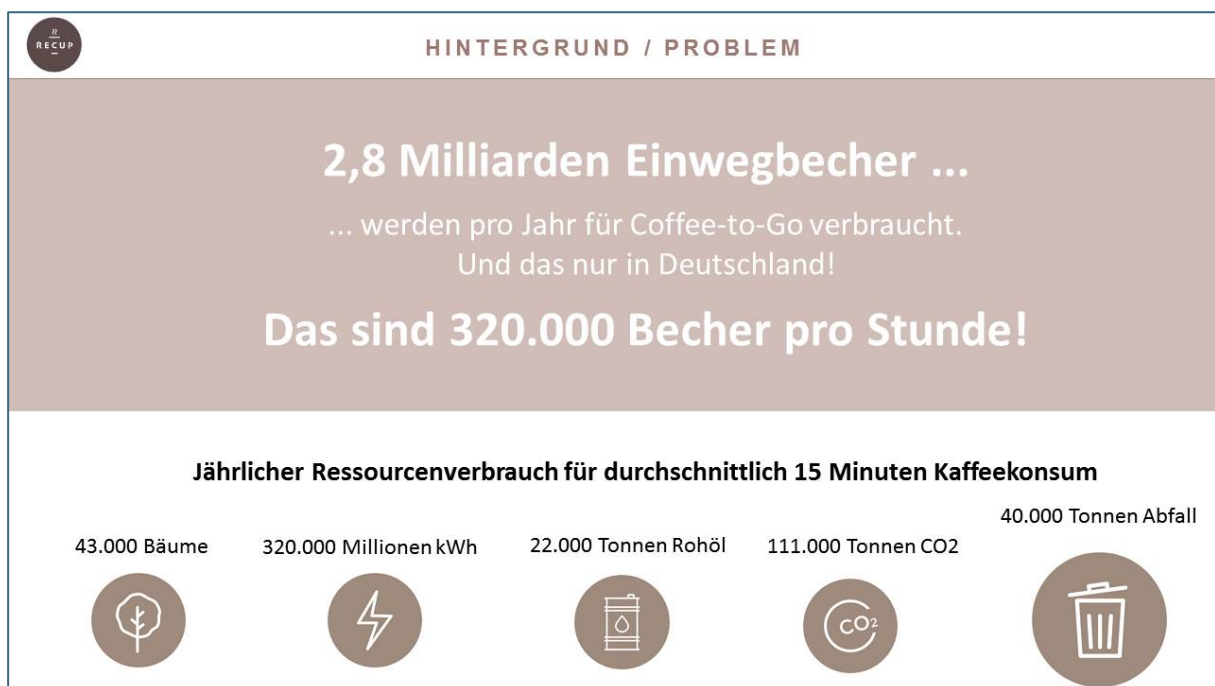 RECUP
HINTERGRUND / PROBLEM
2,8 Milliarden Einwegbecher ...
... werden pro Jahr für Coffee-to-Go verbraucht.
Und das nur in Deutschland!
Das sind 320.000 Becher pro Stunde!
Jährlicher Ressourcenverbrauch für durchschnittlich 15 Minuten Kaffeekonsum
43.000 Bäume
320.000 Millionen kWh
22.000 Tonnen Rohöl
111.000 Tonnen CO2
40.000 Tonnen Abfall
CO2